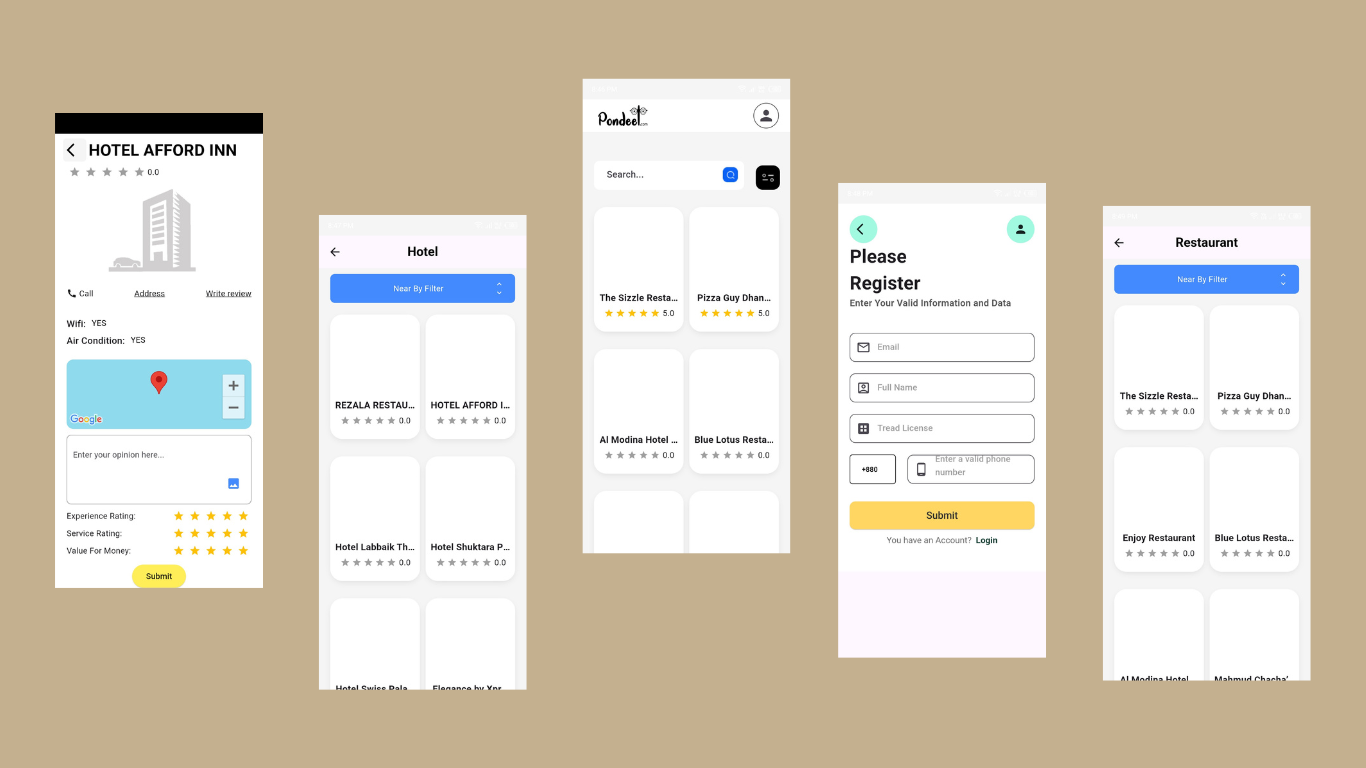 HOTEL AFFORD INN
0.0
Call Address Write review
Wifi: YES
Air Condition: YES
Google
Enter your opinion here...
Experience Rating:
Service Rating:
Value For Money:
Submit
Hotel
Near By Filter
REZALA RESTAU... HOTEL AFFORD I...
0.0 0.0
Hotel Labbaik Th... Hotel Shuktara P...
0.0 0.0
Hotel Swiss Pala Elegance by Xpr
Pondeet.com
Search...
The Sizzle Resta... Pizza Guy Dhan...
5.0 5.0
Al Modina Hotel ... Blue Lotus Resta...
0.0 0.0
Please
Register
Enter Your Valid Information and Data
Email
Full Name
Tread License
+880 Enter a valid phone
number
Submit
You have an Account? Login
Restaurant
Near By Filter
The Sizzle Resta... Pizza Guy Dhan...
0.0 0.0
Enjoy Restaurant Blue Lotus Resta...
0.0 0.0
Al Modina Hotel Mahmud Chacha'